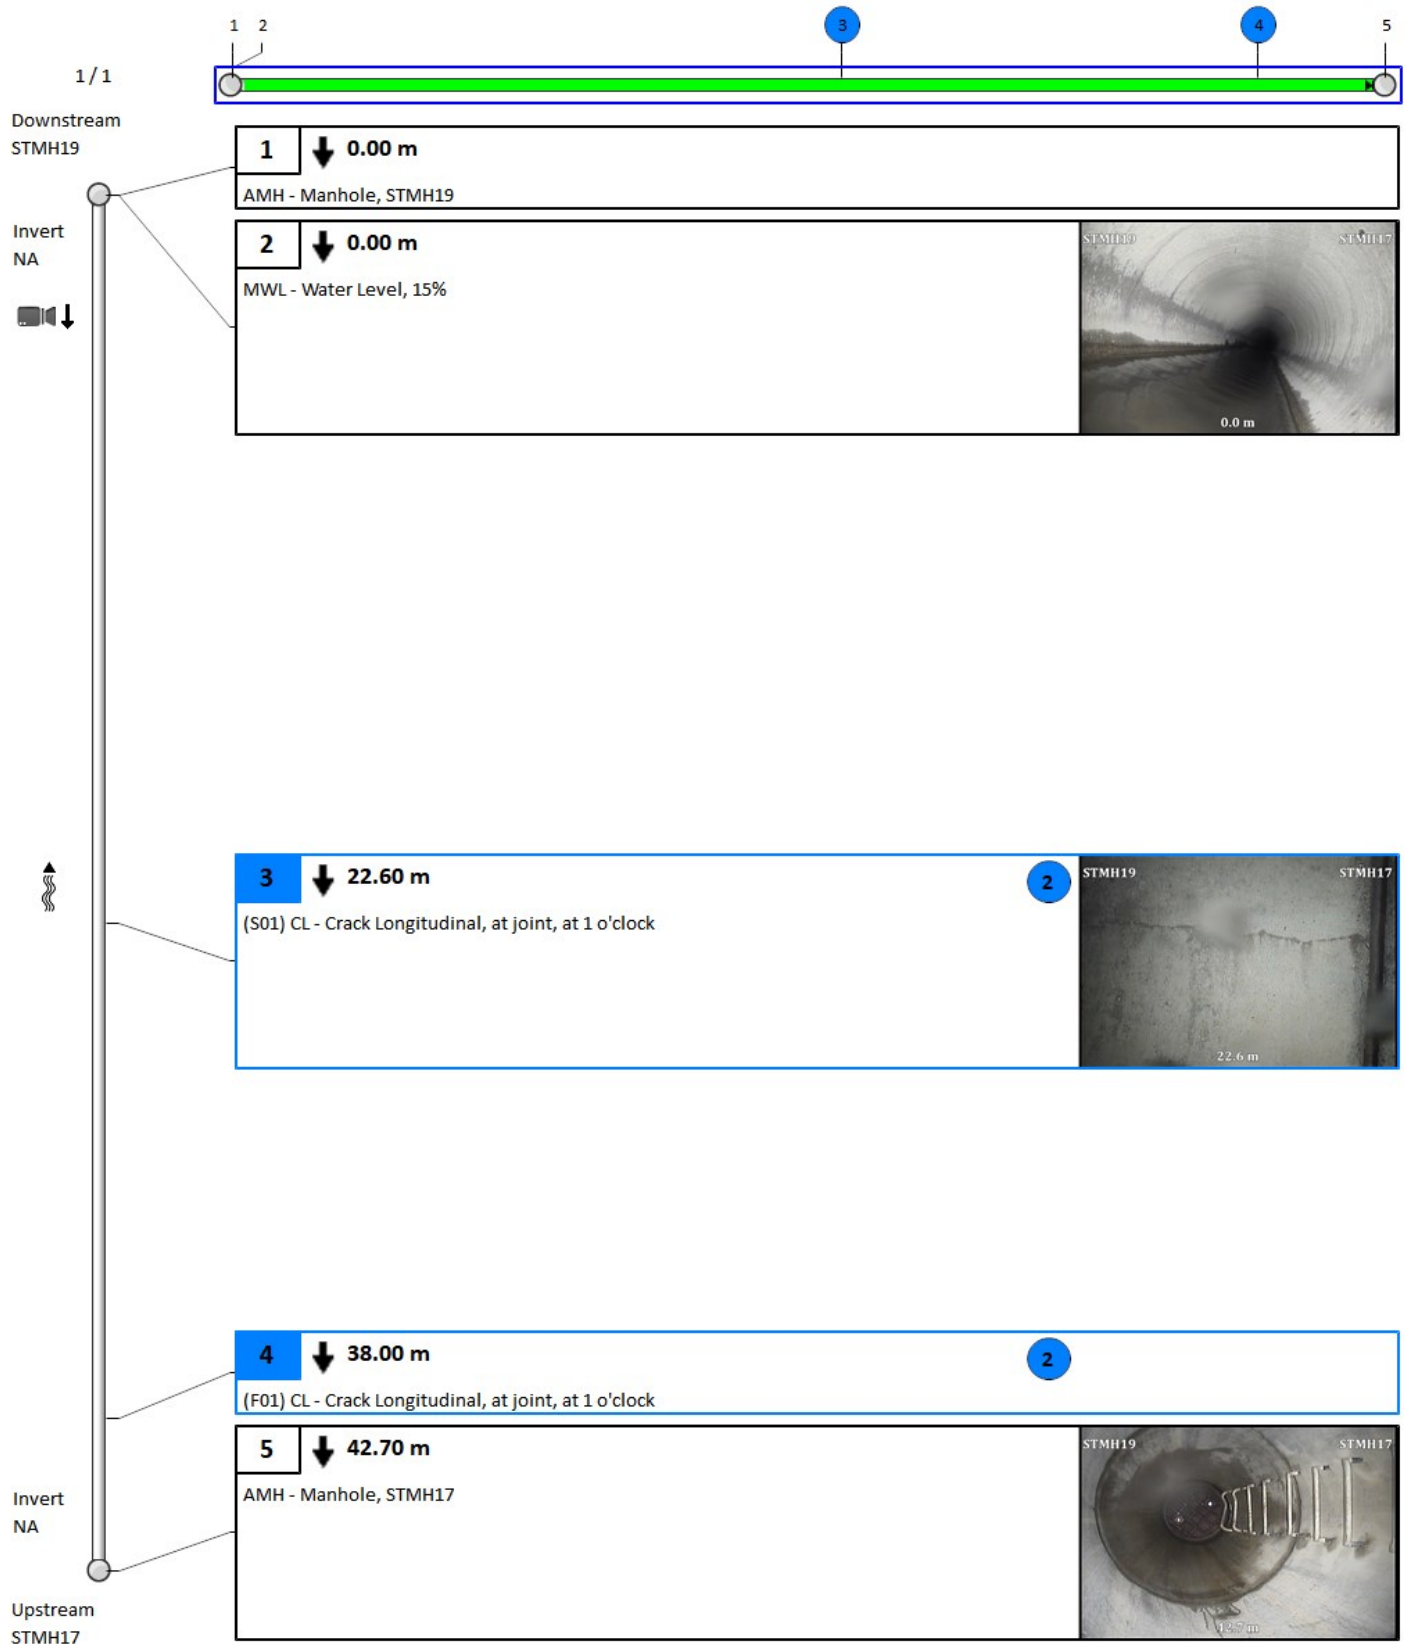 1 2 3 4 5
1 / 1
Downstream
STMH19
1 0.00 m
AMH - Manhole, STMH19
Invert
NA
2 0.00 m
MWL - Water Level, 15%
STMH19 STMH17
0.0 m
3 22.60 m 2
(S01) CL - Crack Longitudinal, at joint, at 1 o'clock
STMH19 STMH17
22.6 m
4 38.00 m 2
(F01) CL - Crack Longitudinal, at joint, at 1 o'clock
5 42.70 m
AMH - Manhole, STMH17
STMH19 STMH17
42.7 m
Invert
NA
Upstream
STMH17